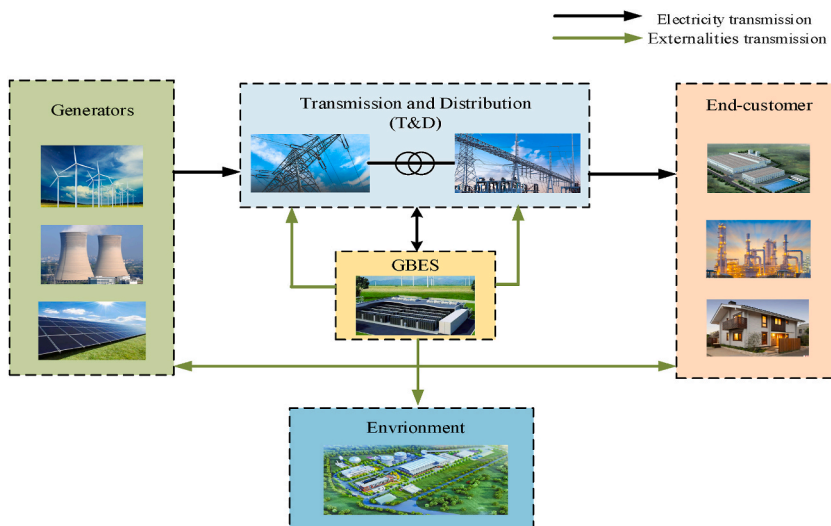 Electricity transmission
Externalities transmission
Generators
Transmission and Distribution
(T&D)
End-customer
GBES
Envrionment